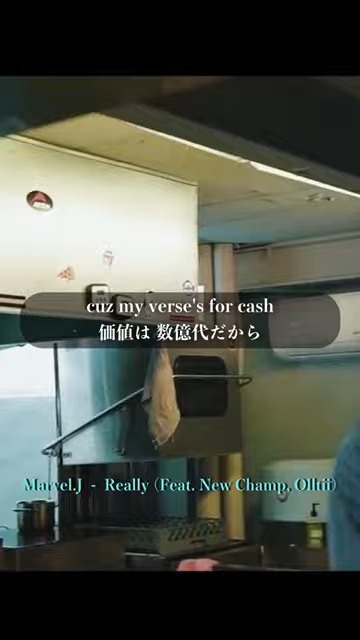 cuz my verse's for cash
価値は 数億代だから
Marvel.J - Really (Feat. New Champ, Olltii)